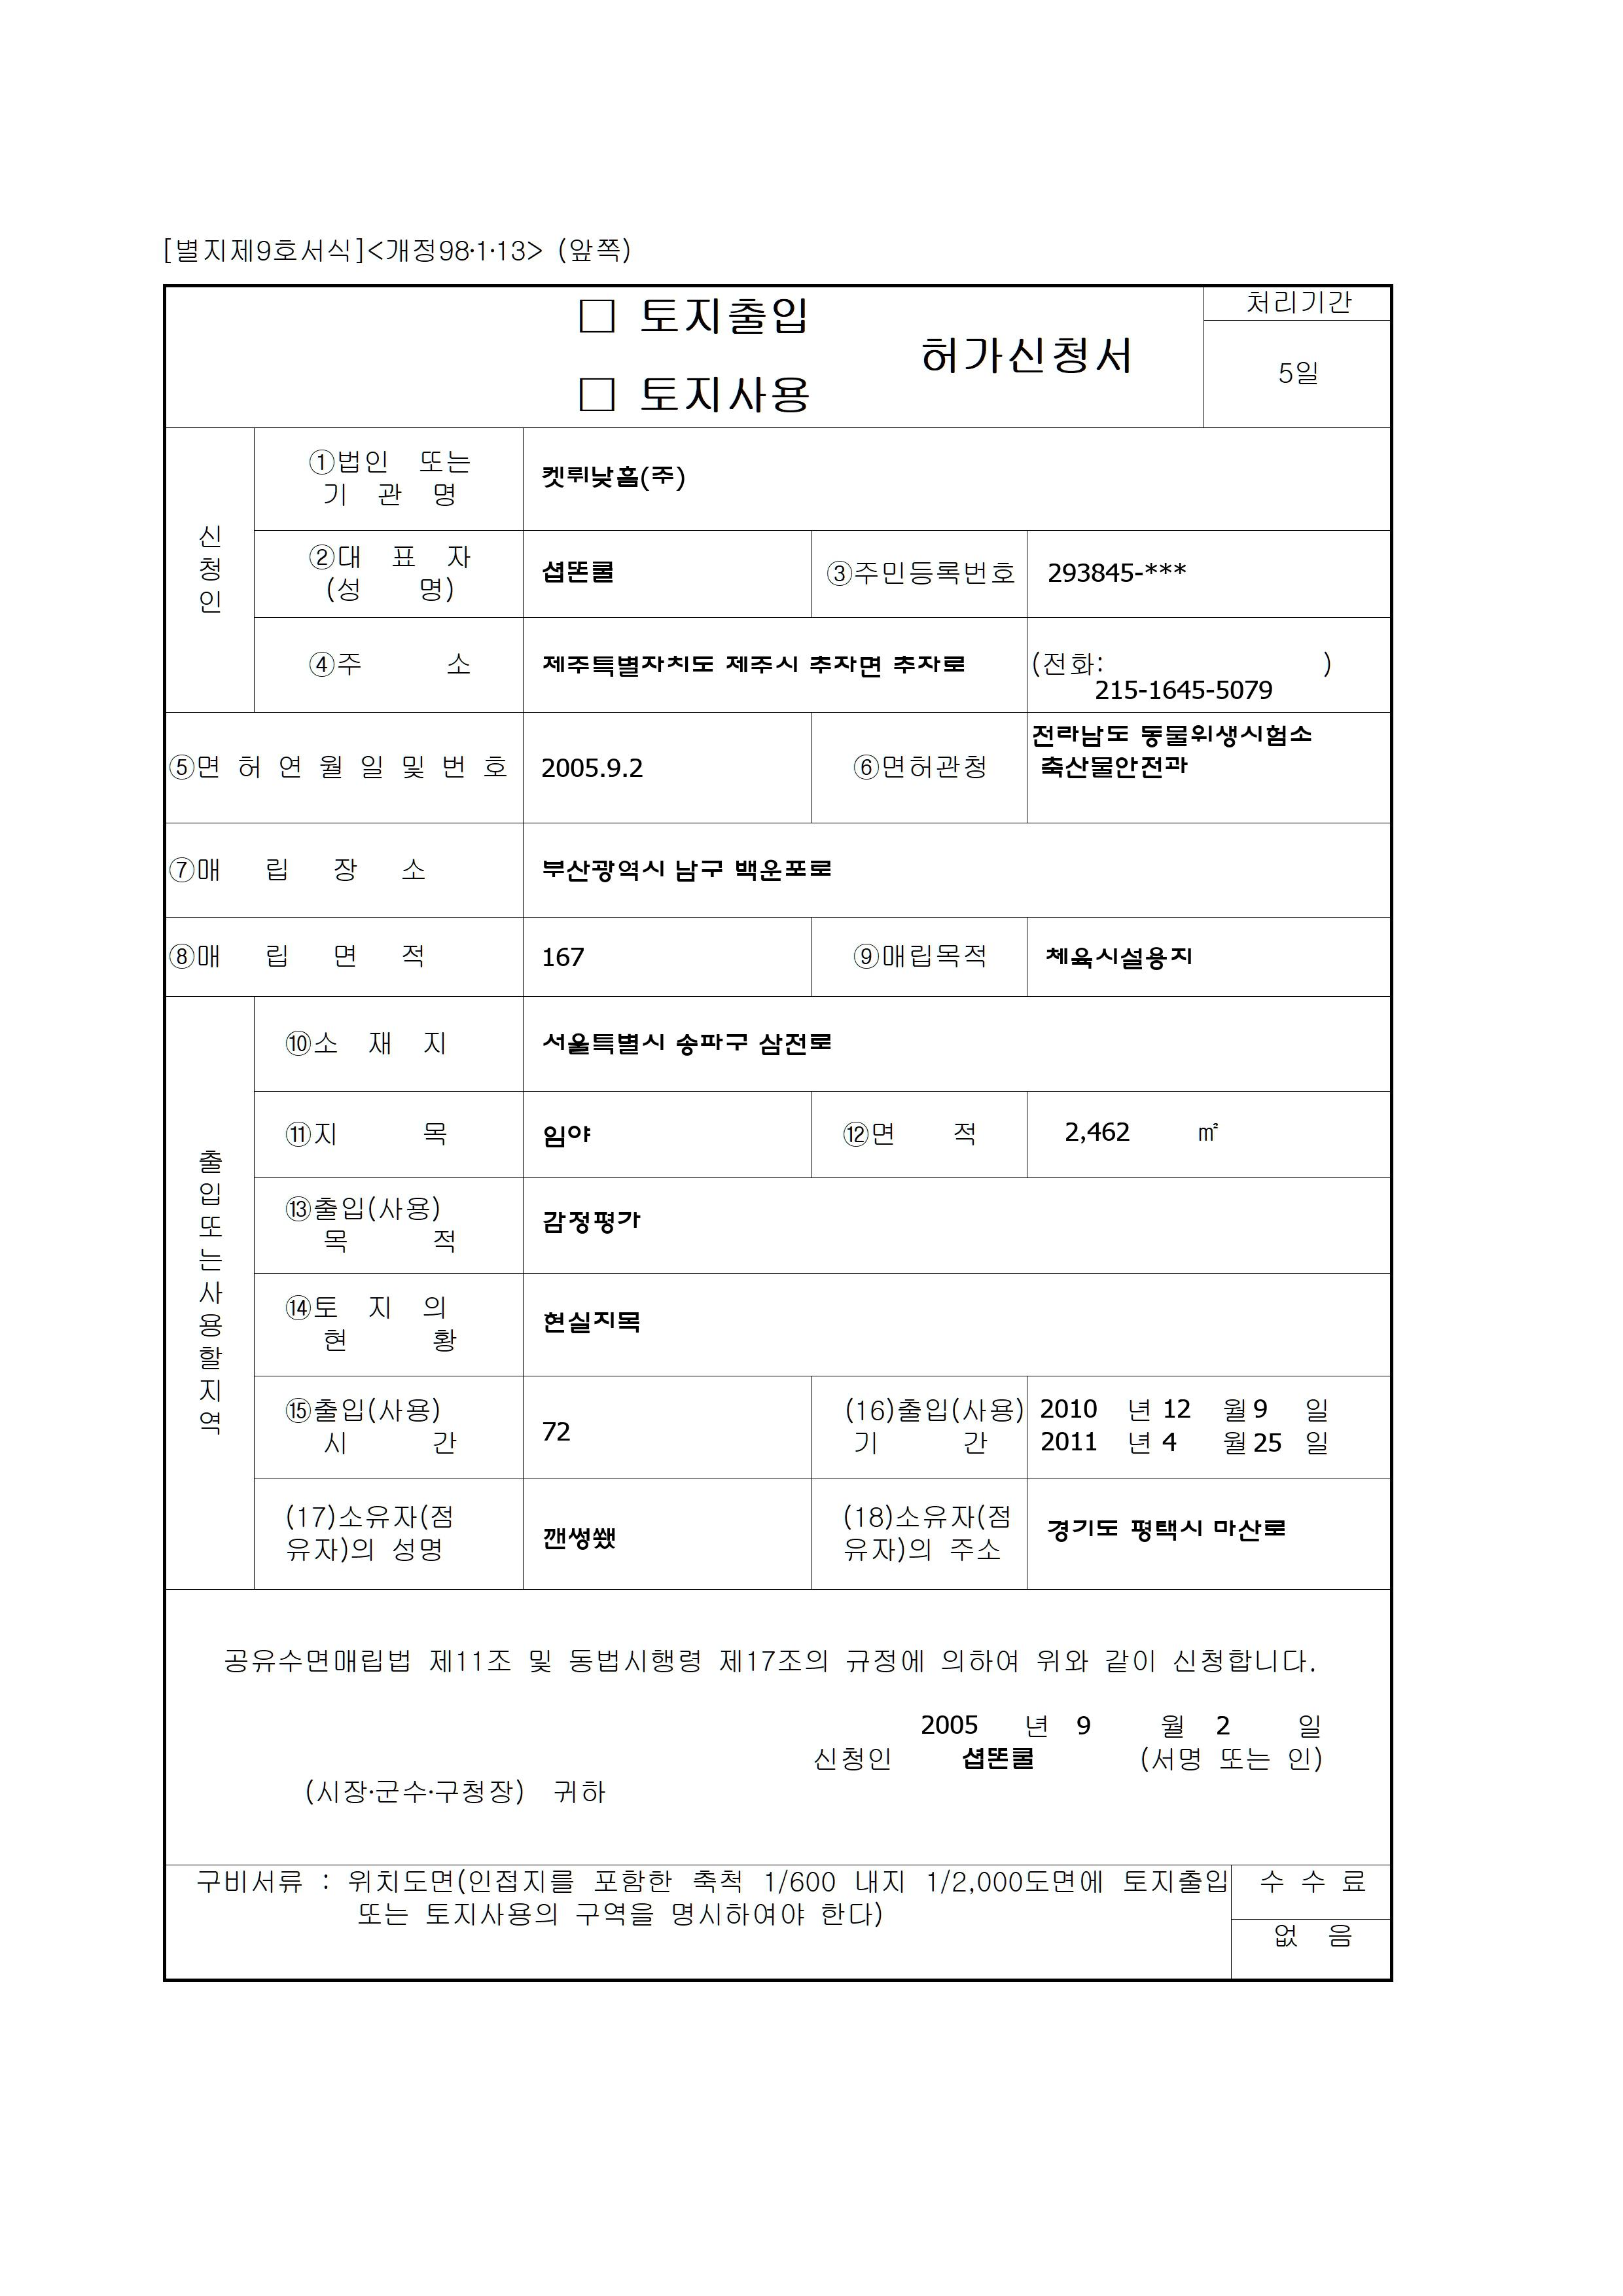 [별지제9호서식]<개정98·1·13> (앞쪽)
□ 토지출입
□ 토지사용
허가신청서
처리기간
5일
신청인
①법인 또는
기 관 명
켓뤼낮흠(주)
②대 표 자
(성 명)
셥똔쿨
③주민등록번호
293845-***
④주 소
제주특별자치도 제주시 추자면 추자로
(전화: )
215-1645-5079
⑤면 허 연 월 일 및 번 호
2005.9.2
⑥면허관청
전라남도 동물위생시험소
축산물안전과
⑦매 립 장 소
부산광역시 남구 백운포로
⑧매 립 면 적
167
⑨매립목적
체육시설용지
출입또는사용할지역
⑩소 재 지
서울특별시 송파구 삼전로
⑪지 목
임야
⑫면 적
2,462 ㎡
⑬출입(사용)
목 적
감정평가
⑭토 지 의
현 황
현실지목
⑮출입(사용)
시 간
72
(16)출입(사용)
기 간
2010 년 12 월 9 일
2011 년 4 월 25 일
(17)소유자(점
유자)의 성명
깬썽쐤
(18)소유자(점
유자)의 주소
경기도 평택시 마산로
공유수면매립법 제11조 및 동법시행령 제17조의 규정에 의하여 위와 같이 신청합니다.
2005 년 9 월 2 일
신청인 셥똔쿨 (서명 또는 인)
(시장·군수·구청장) 귀하
구비서류 : 위치도면(인접지를 포함한 축척 1/600 내지 1/2,000도면에 토지출입
또는 토지사용의 구역을 명시하여야 한다)
수 수 료
없 음